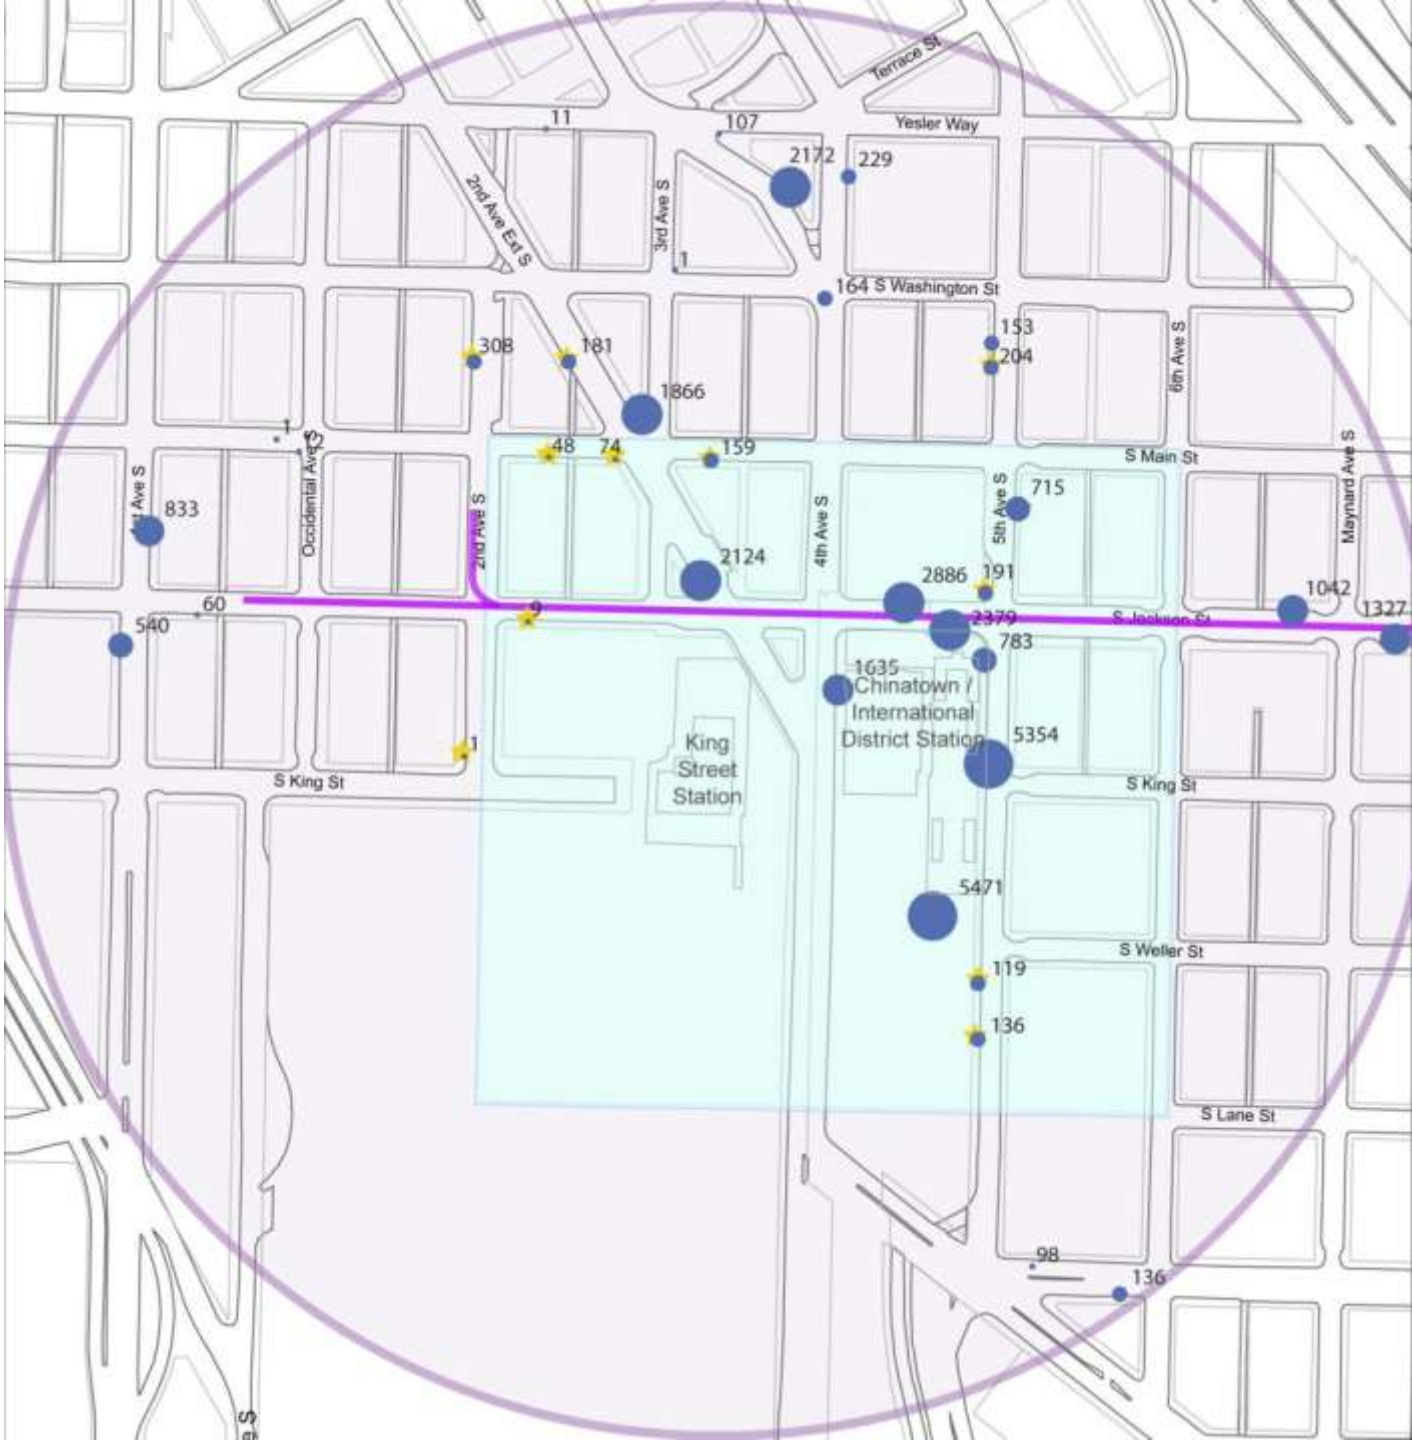 Terrace St
11
107
Yesler Way
2172
229
2nd Ave Ext S
3rd Ave S
1
164
S Washington St
308
181
153
204
6th Ave S
1866
1
2
48
74
159
S Main St
1st Ave S
833
Occidental Ave S
2nd Ave S
4th Ave S
5th Ave S
715
Maynard Ave S
2124
2886
191
1042
60
9
2379
S Jackson St
1327
540
783
1635
Chinatown /
International
District Station
King
Street
Station
5354
1
S King St
S King St
5471
S Weller St
119
136
S Lane St
98
136